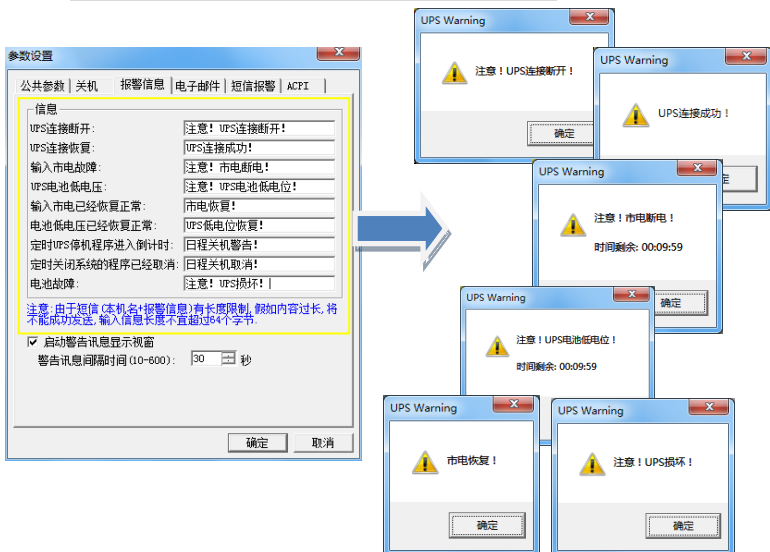 参数设置
公共参数 关机 报警信息 电子邮件 短信报警 ACPI
信息
UPS连接断开: 注意! UPS连接断开!
UPS连接恢复: UPS连接成功!
输入市电故障: 注意! 市电断电!
UPS电池低电压: 注意! UPS电池低电位!
输入市电已经恢复正常: 市电恢复!
电池低电压已经恢复正常: UPS低电位恢复!
定时UPS停机程序进入倒计时: 日程关机警告!
定时关闭系统的程序已经取消: 日程关机取消!
电池故障: 注意! UPS损坏!
注意:由于短信(本机名+报警信息)有长度限制,假如内容过长,将
不能成功发送,输入信息长度不宜超过64个字节.
启动警告讯息显示视窗
警告讯息间隔时间(10-600): 30 秒
确定 取消
UPS Warning
注意！UPS连接断开！
确定
UPS Warning
UPS连接成功！
定
UPS Warning
注意！市电断电！
时间剩余: 00:09:59
确定
UPS Warning
注意！UPS电池低电位！
时间剩余: 00:09:59
UPS Warning
市电恢复！
确定
UPS Warning
注意！UPS损坏！
确定